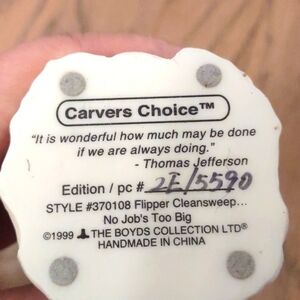 Carvers Choice™
"It is wonderful how much may be done
if we are always doing."
- Thomas Jefferson
Edition / pc # 2E/5590
STYLE #370108 Flipper Cleansweep...
No Job's Too Big
©1999 THE BOYDS COLLECTION LTD®
HANDMADE IN CHINA